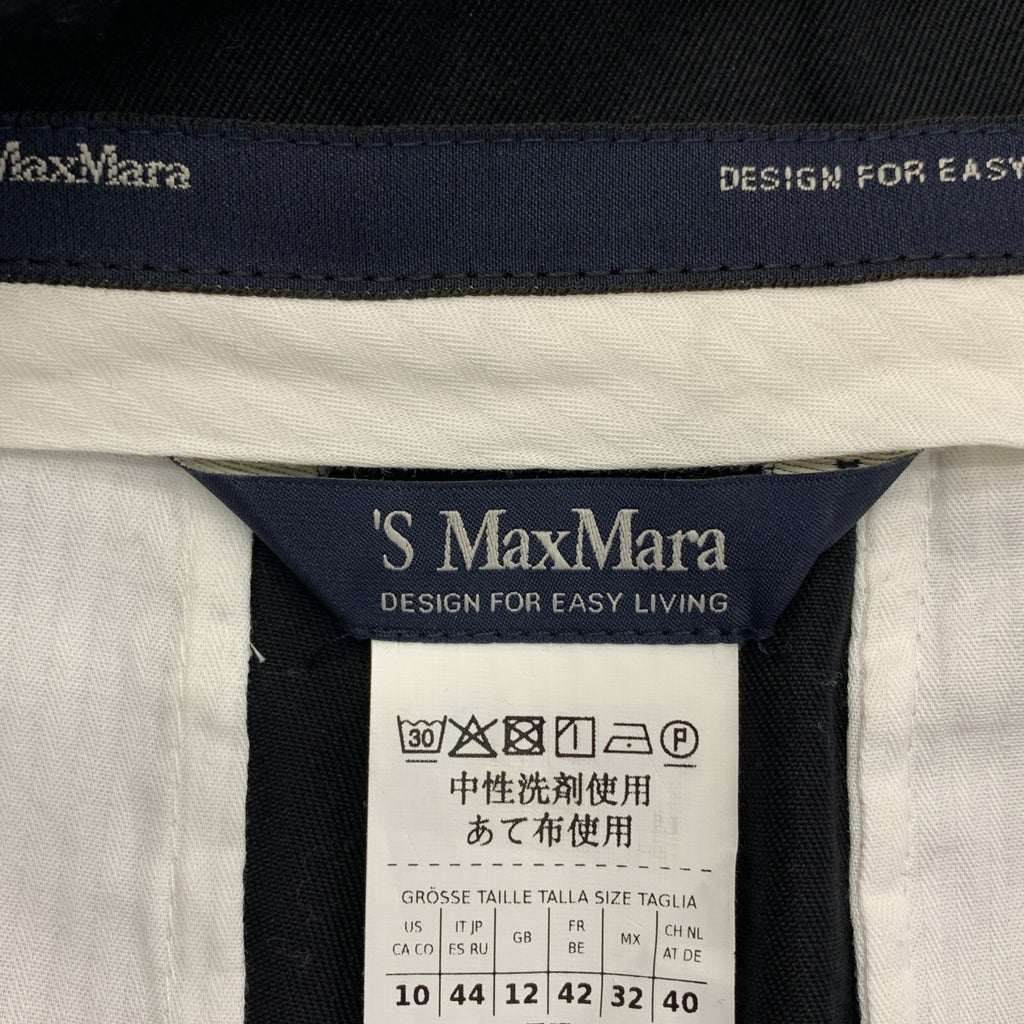 MaxMara DESIGN FOR EASY
'S MaxMara
DESIGN FOR EASY LIVING
30 P
中性洗剤使用
あて布使用
GRÖSSE TAILLE TALLA SIZE TAGLIA
US IT JP GB FR MX CH NL
CA CO ES RU BE AT DE
10 44 12 42 32 40